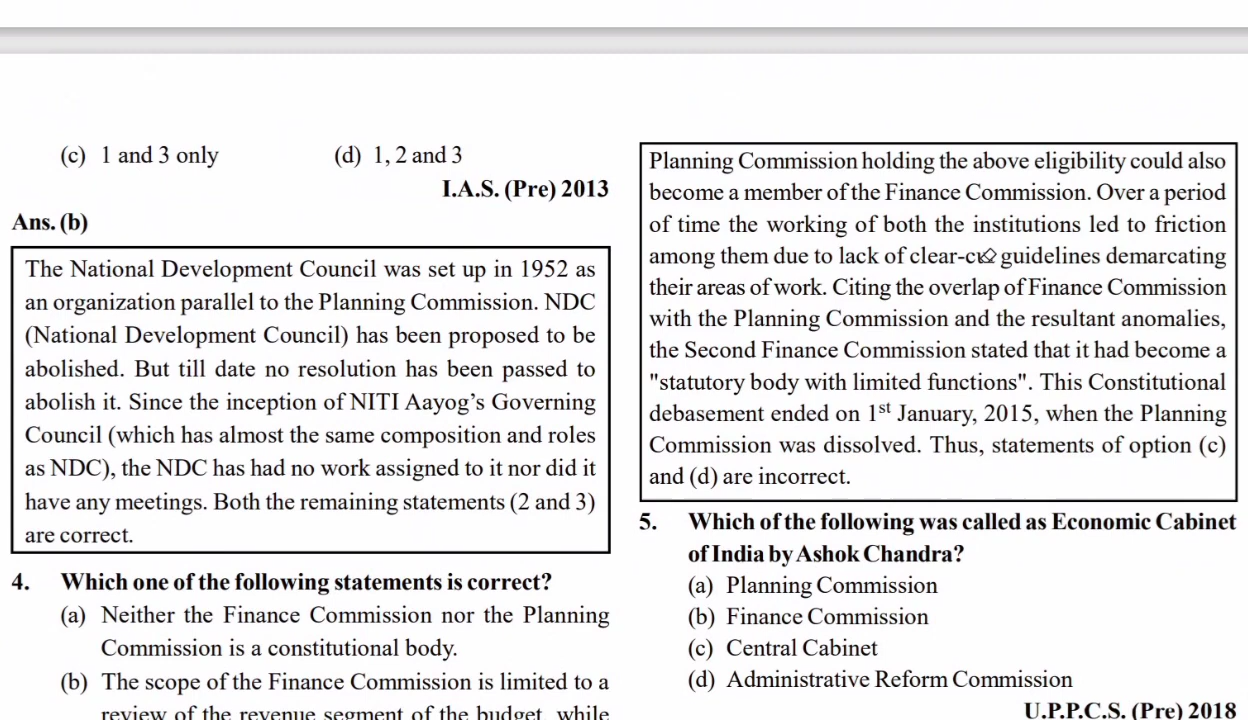 (c) 1 and 3 only (d) 1, 2 and 3
I.A.S. (Pre) 2013
Ans. (b)
The National Development Council was set up in 1952 as
an organization parallel to the Planning Commission. NDC
(National Development Council) has been proposed to be
abolished. But till date no resolution has been passed to
abolish it. Since the inception of NITI Aayog's Governing
Council (which has almost the same composition and roles
as NDC), the NDC has had no work assigned to it nor did it
have any meetings. Both the remaining statements (2 and 3)
are correct.
4. Which one of the following statements is correct?
(a) Neither the Finance Commission nor the Planning
Commission is a constitutional body.
(b) The scope of the Finance Commission is limited to a
review of the revenue segment of the budget, while
Planning Commission holding the above eligibility could also
become a member of the Finance Commission. Over a period
of time the working of both the institutions led to friction
among them due to lack of clear-cut guidelines demarcating
their areas of work. Citing the overlap of Finance Commission
with the Planning Commission and the resultant anomalies,
the Second Finance Commission stated that it had become a
"statutory body with limited functions". This Constitutional
debasement ended on 1st January, 2015, when the Planning
Commission was dissolved. Thus, statements of option (c)
and (d) are incorrect.
5. Which of the following was called as Economic Cabinet
of India by Ashok Chandra?
(a) Planning Commission
(b) Finance Commission
(c) Central Cabinet
(d) Administrative Reform Commission
U.P.P.C.S. (Pre) 2018